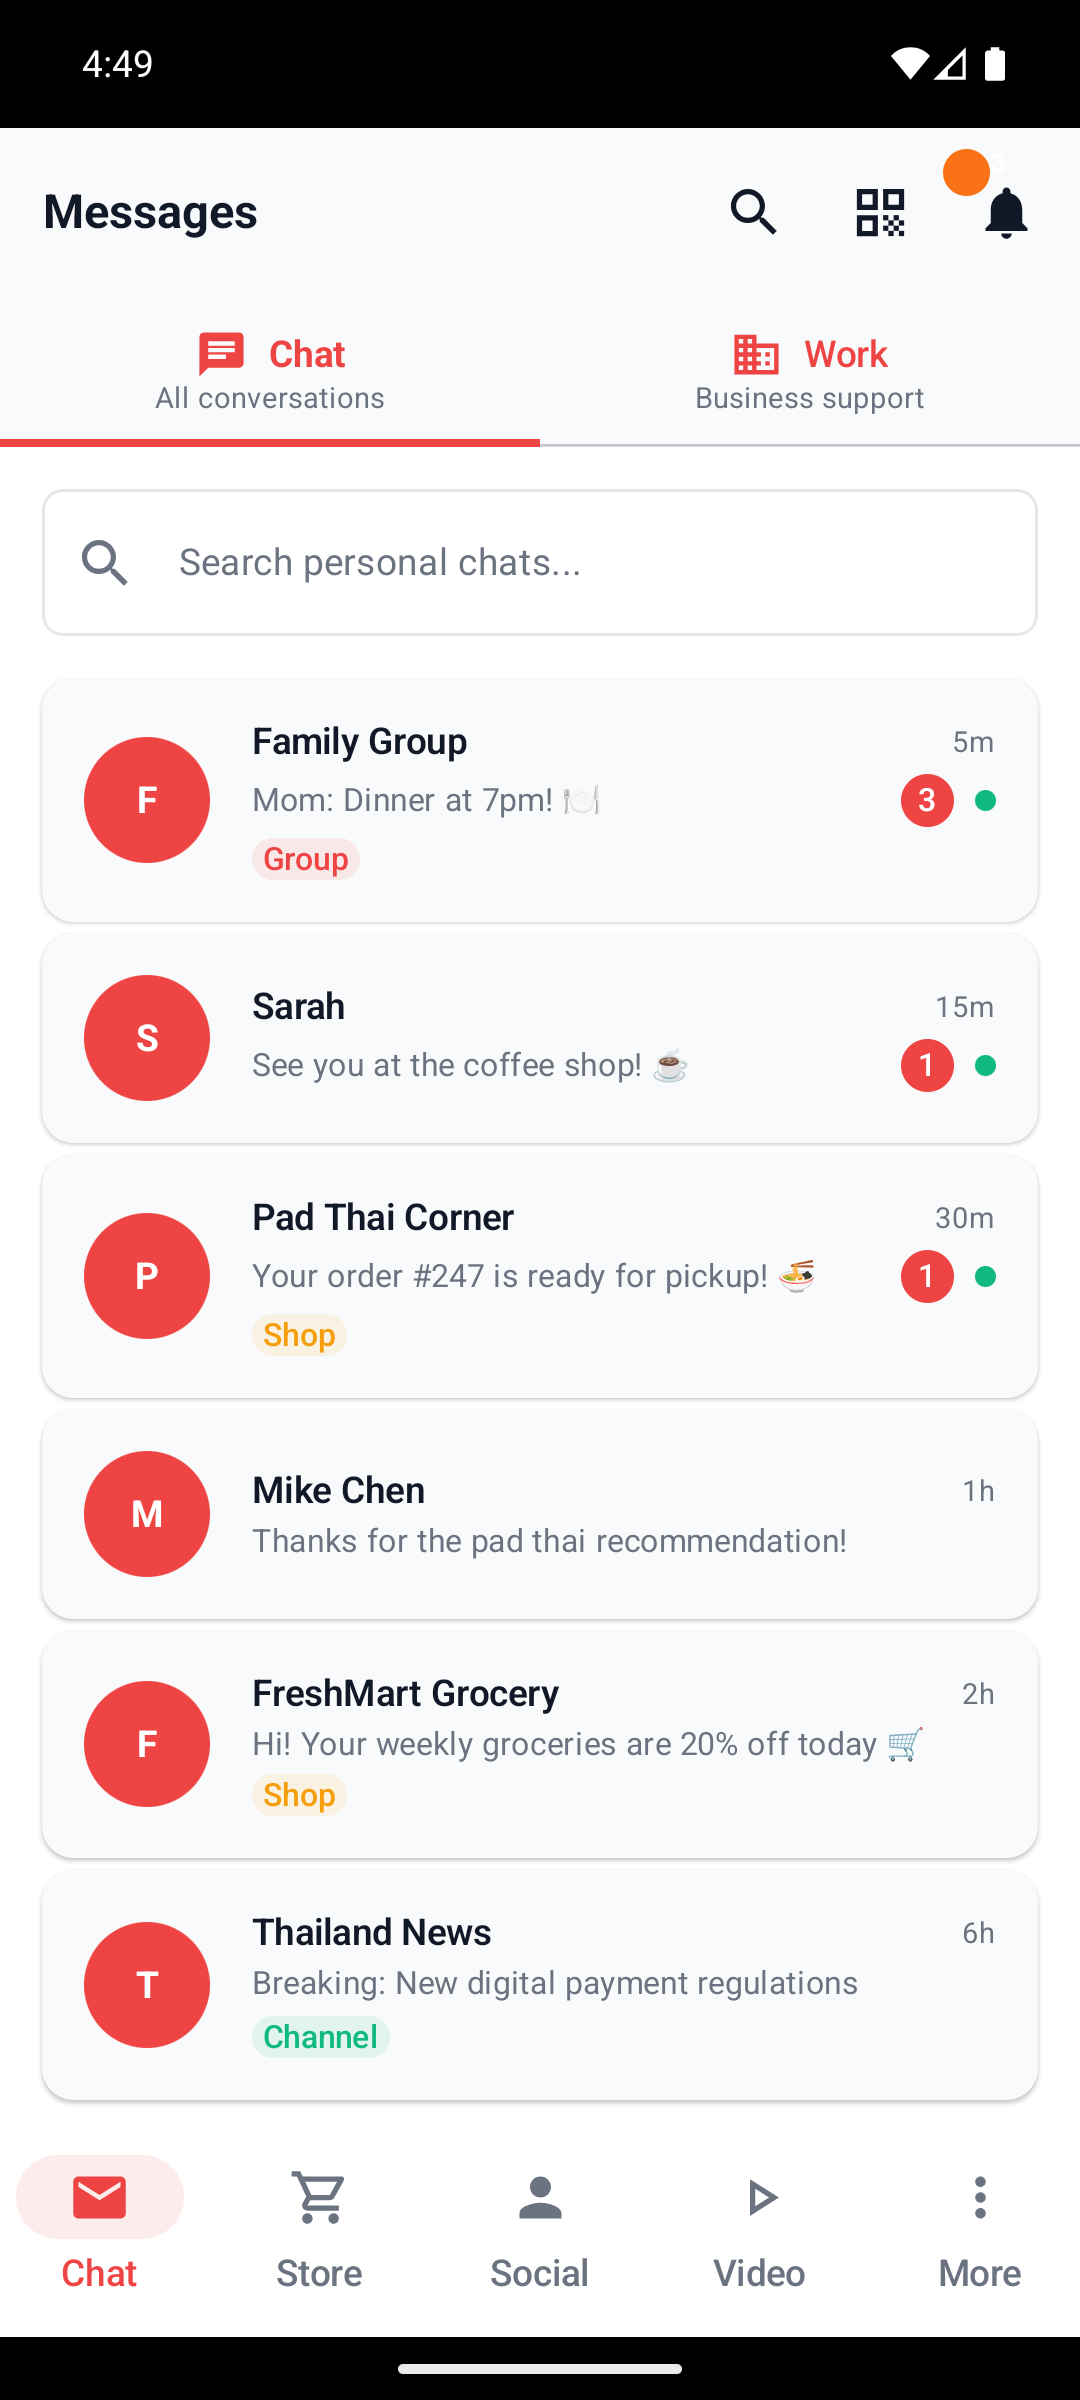 4:49
Messages
3
Chat
All conversations
Work
Business support
Search personal chats...
F
Family Group
5m
Mom: Dinner at 7pm! 🍽️
3
Group
S
Sarah
15m
See you at the coffee shop! ☕
1
P
Pad Thai Corner
30m
Your order #247 is ready for pickup! 🍜
1
Shop
M
Mike Chen
1h
Thanks for the pad thai recommendation!
F
FreshMart Grocery
2h
Hi! Your weekly groceries are 20% off today 🛒
Shop
T
Thailand News
6h
Breaking: New digital payment regulations
Channel
Chat
Store
Social
Video
More